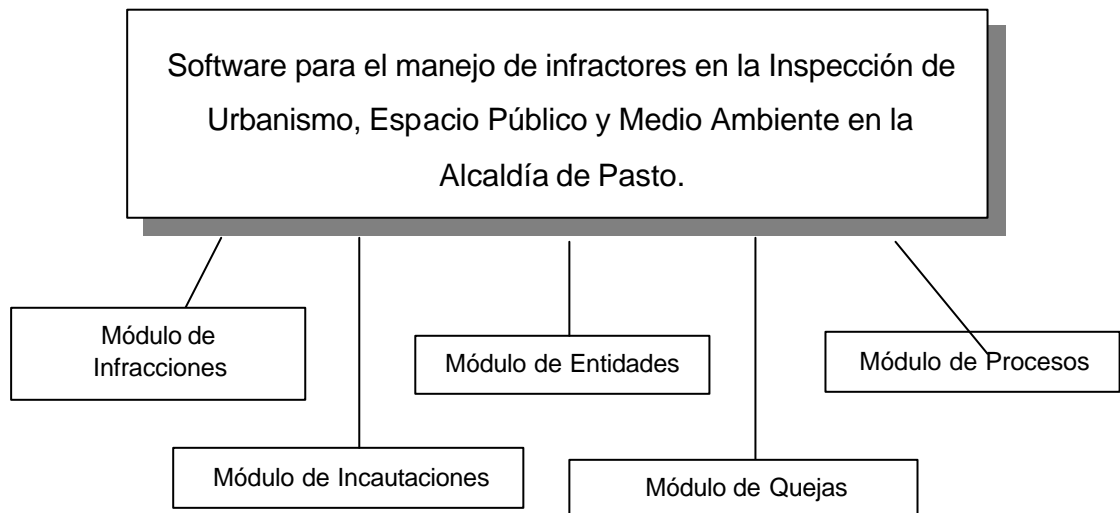 Software para el manejo de infractores en la Inspección de
Urbanismo, Espacio Público y Medio Ambiente en la
Alcaldía de Pasto.
Módulo de
Infracciones
Módulo de Entidades
Módulo de Procesos
Módulo de Incautaciones
Módulo de Quejas